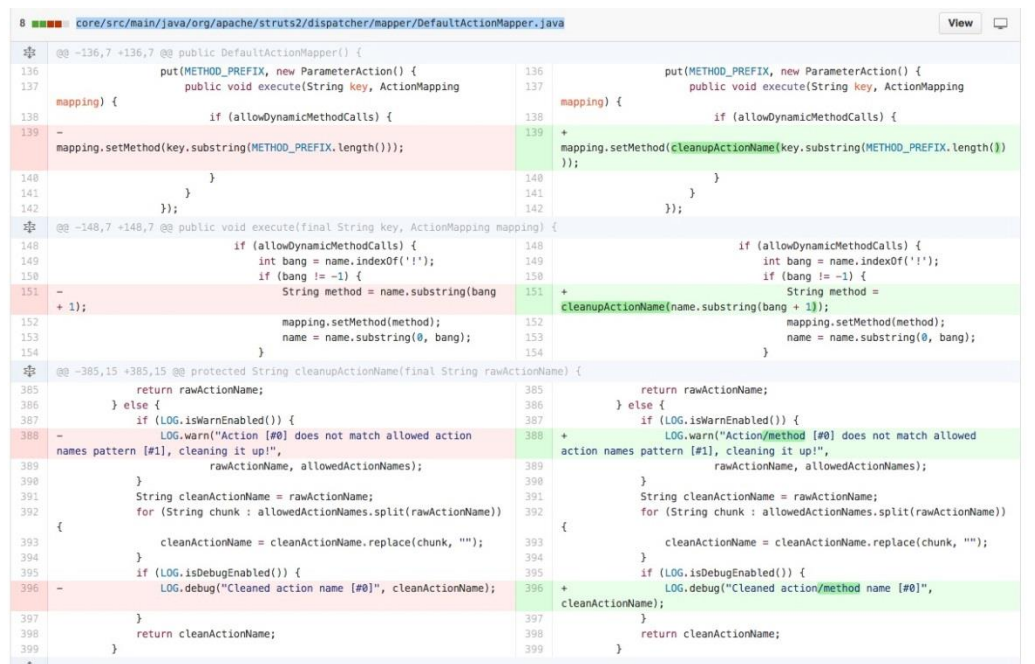 8 core/src/main/java/org/apache/struts2/dispatcher/mapper/DefaultActionMapper.java View
@@ -136,7 +136,7 @@ public DefaultActionMapper() {
136 put(METHOD_PREFIX, new ParameterAction() { 136 put(METHOD_PREFIX, new ParameterAction() {
137 public void execute(String key, ActionMapping 137 public void execute(String key, ActionMapping
mapping) { mapping) {
138 if (allowDynamicMethodCalls) { 138 if (allowDynamicMethodCalls) {
139 - 139 +
mapping.setMethod(key.substring(METHOD_PREFIX.length())); mapping.setMethod(cleanupActionName(key.substring(METHOD_PREFIX.length())
));
140 } 140 }
141 } 141 }
142 }); 142 });
@@ -148,7 +148,7 @@ public void execute(final String key, ActionMapping mapping) {
148 if (allowDynamicMethodCalls) { 148 if (allowDynamicMethodCalls) {
149 int bang = name.indexOf('!'); 149 int bang = name.indexOf('!');
150 if (bang != -1) { 150 if (bang != -1) {
151 - String method = name.substring(bang 151 + String method =
+ 1); cleanupActionName(name.substring(bang + 1));
152 mapping.setMethod(method); 152 mapping.setMethod(method);
153 name = name.substring(0, bang); 153 name = name.substring(0, bang);
154 } 154 }
@@ -385,15 +385,15 @@ protected String cleanupActionName(final String rawActionName) {
385 return rawActionName; 385 return rawActionName;
386 } else { 386 } else {
387 if (LOG.isWarnEnabled()) { 387 if (LOG.isWarnEnabled()) {
388 - LOG.warn("Action [#0] does not match allowed action 388 + LOG.warn("Action/method [#0] does not match allowed
names pattern [#1], cleaning it up!", action names pattern [#1], cleaning it up!",
389 rawActionName, allowedActionNames); 389 rawActionName, allowedActionNames);
390 } 390 }
391 String cleanActionName = rawActionName; 391 String cleanActionName = rawActionName;
392 for (String chunk : allowedActionNames.split(rawActionName)) 392 for (String chunk : allowedActionNames.split(rawActionName))
{ {
393 cleanActionName = cleanActionName.replace(chunk, ""); 393 cleanActionName = cleanActionName.replace(chunk, "");
394 } 394 }
395 if (LOG.isDebugEnabled()) { 395 if (LOG.isDebugEnabled()) {
396 - LOG.debug("Cleaned action name [#0]", cleanActionName); 396 + LOG.debug("Cleaned action/method name [#0]",
cleanActionName);
397 } 397 }
398 return cleanActionName; 398 return cleanActionName;
399 } 399 }